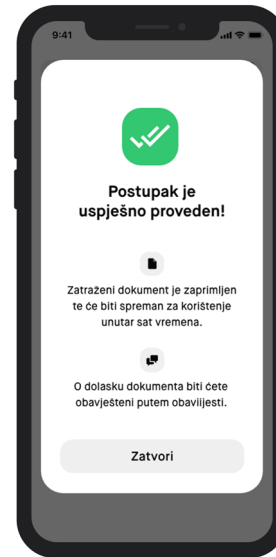 9:41
Postupak je
uspješno proveden!
Zatraženi dokument je zaprimljen
te će biti spreman za korištenje
unutar sat vremena.
O dolasku dokumenta biti ćete
obavješteni putem obaviijesti.
Zatvori